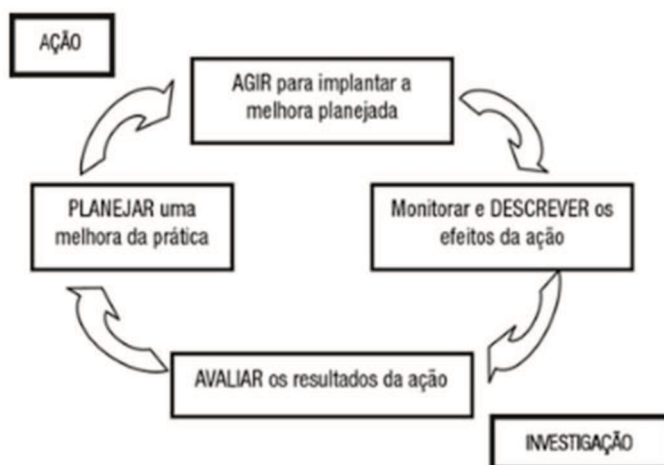 AÇÃO
AGIR para implantar a
melhora planejada
PLANEJAR uma
melhora da prática
Monitorar e DESCREVER os
efeitos da ação
AVALIAR os resultados da ação
INVESTIGAÇÃO